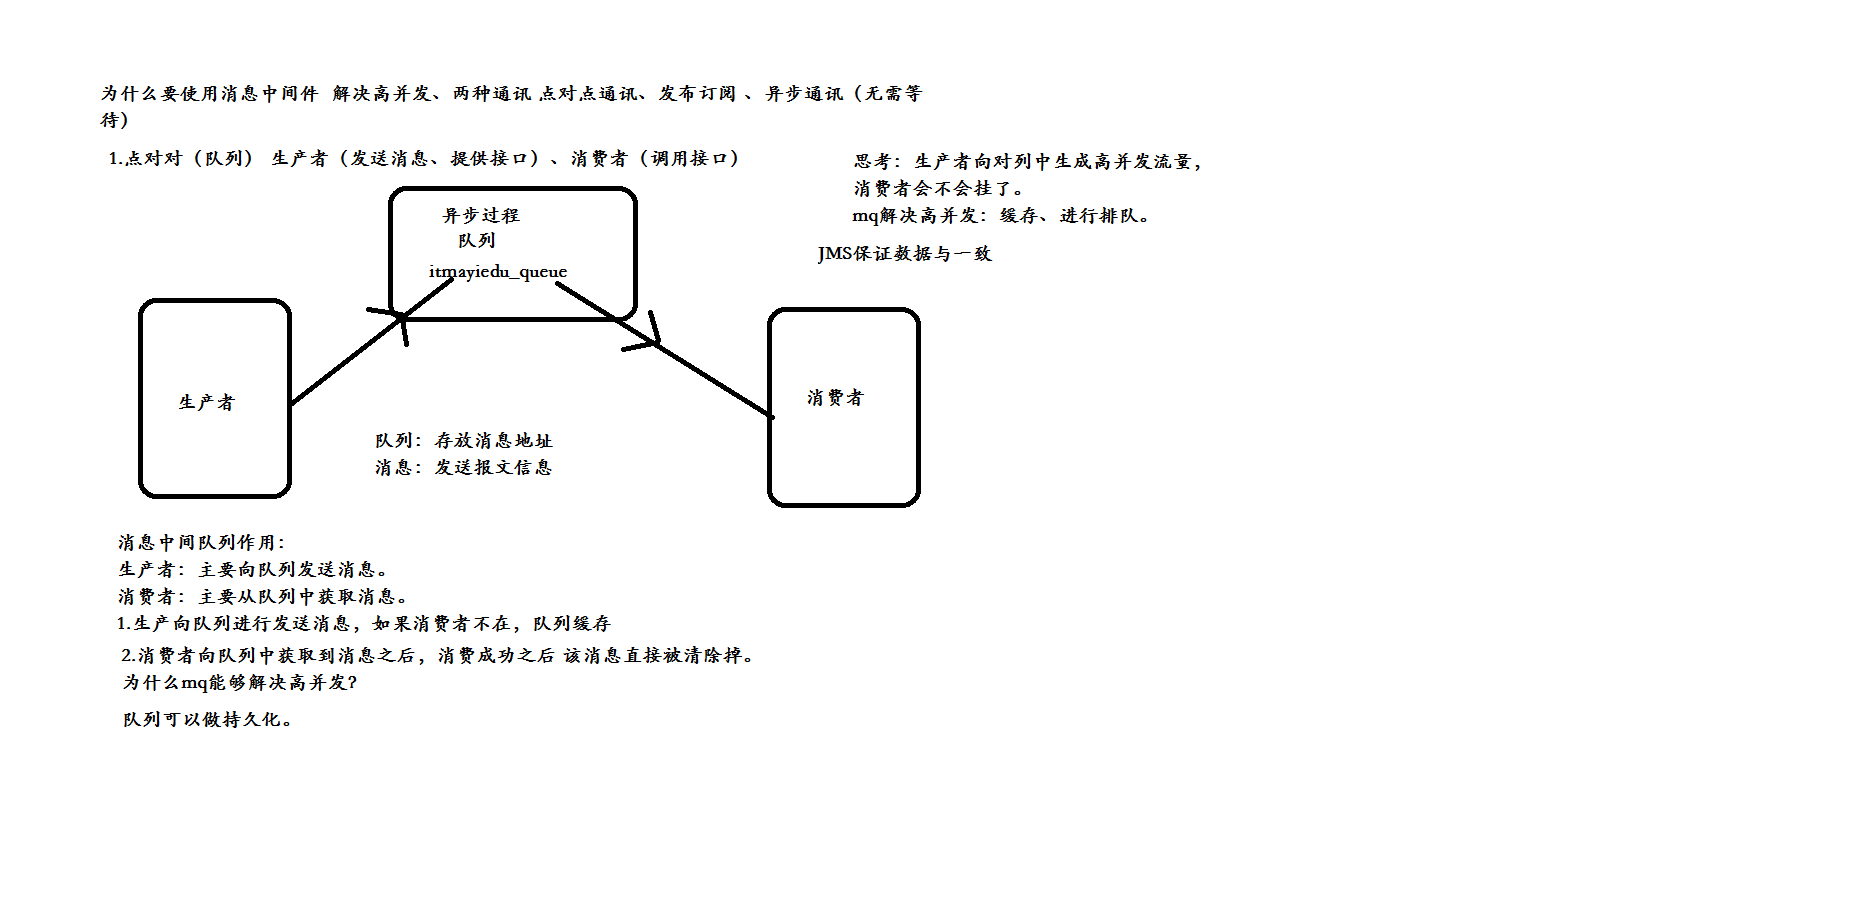 为什么要使用消息中间件  解决高并发、两种通讯 点对点通讯、发布订阅 、异步通讯（无需等
待）
1.点对对（队列）  生产者（发送消息、提供接口）、消费者（调用接口）
思考：生产者向对列中生成高并发流量，
消费者会不会挂了。
mq解决高并发：缓存、进行排队。
JMS保证数据与一致
异步过程
队列
itmayiedu_queue
生产者
消费者
队列：存放消息地址
消息：发送报文信息
消息中间队列作用：
生产者：主要向队列发送消息。
消费者：主要从队列中获取消息。
1.生产向队列进行发送消息，如果消费者不在，队列缓存
2.消费者向队列中获取到消息之后，消费成功之后 该消息直接被清除掉。
为什么mq能够解决高并发?
队列可以做持久化。